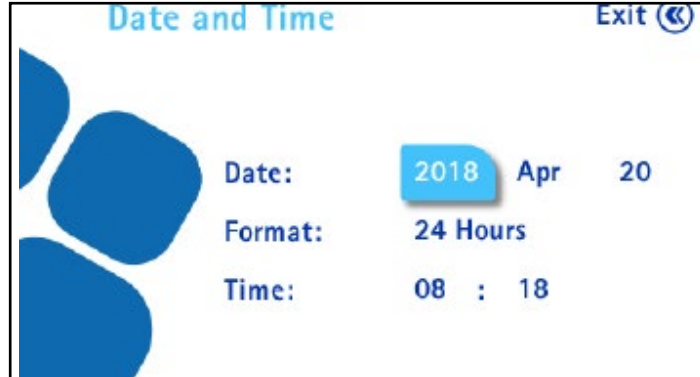 Date and Time Exit
Date: 2018 Apr 20
Format: 24 Hours
Time: 08 : 18